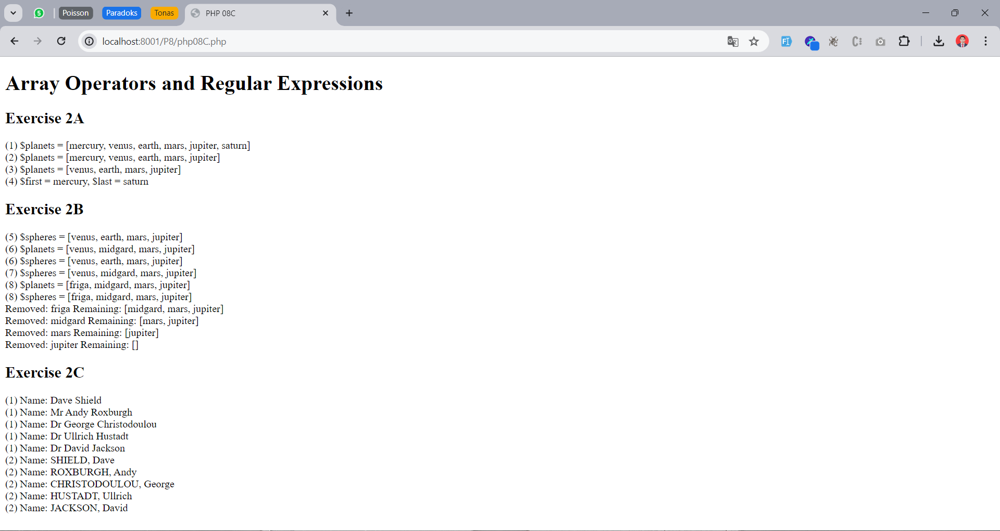 5
Poisson
Paradoks
Tonas
PHP 08C
localhost:8001/P8/php08C.php
Array Operators and Regular Expressions
Exercise 2A
(1) $planets = [mercury, venus, earth, mars, jupiter, saturn]
(2) $planets = [mercury, venus, earth, mars, jupiter]
(3) $planets = [venus, earth, mars, jupiter]
(4) $first = mercury, $last = saturn
Exercise 2B
(5) $spheres = [venus, earth, mars, jupiter]
(6) $planets = [venus, midgard, mars, jupiter]
(6) $spheres = [venus, earth, mars, jupiter]
(7) $spheres = [venus, midgard, mars, jupiter]
(8) $planets = [friga, midgard, mars, jupiter]
(8) $spheres = [friga, midgard, mars, jupiter]
Removed: friga Remaining: [midgard, mars, jupiter]
Removed: midgard Remaining: [mars, jupiter]
Removed: mars Remaining: [jupiter]
Removed: jupiter Remaining: []
Exercise 2C
(1) Name: Dave Shield
(1) Name: Mr Andy Roxburgh
(1) Name: Dr George Christodoulou
(1) Name: Dr Ullrich Hustadt
(1) Name: Dr David Jackson
(2) Name: SHIELD, Dave
(2) Name: ROXBURGH, Andy
(2) Name: CHRISTODOULOU, George
(2) Name: HUSTADT, Ullrich
(2) Name: JACKSON, David